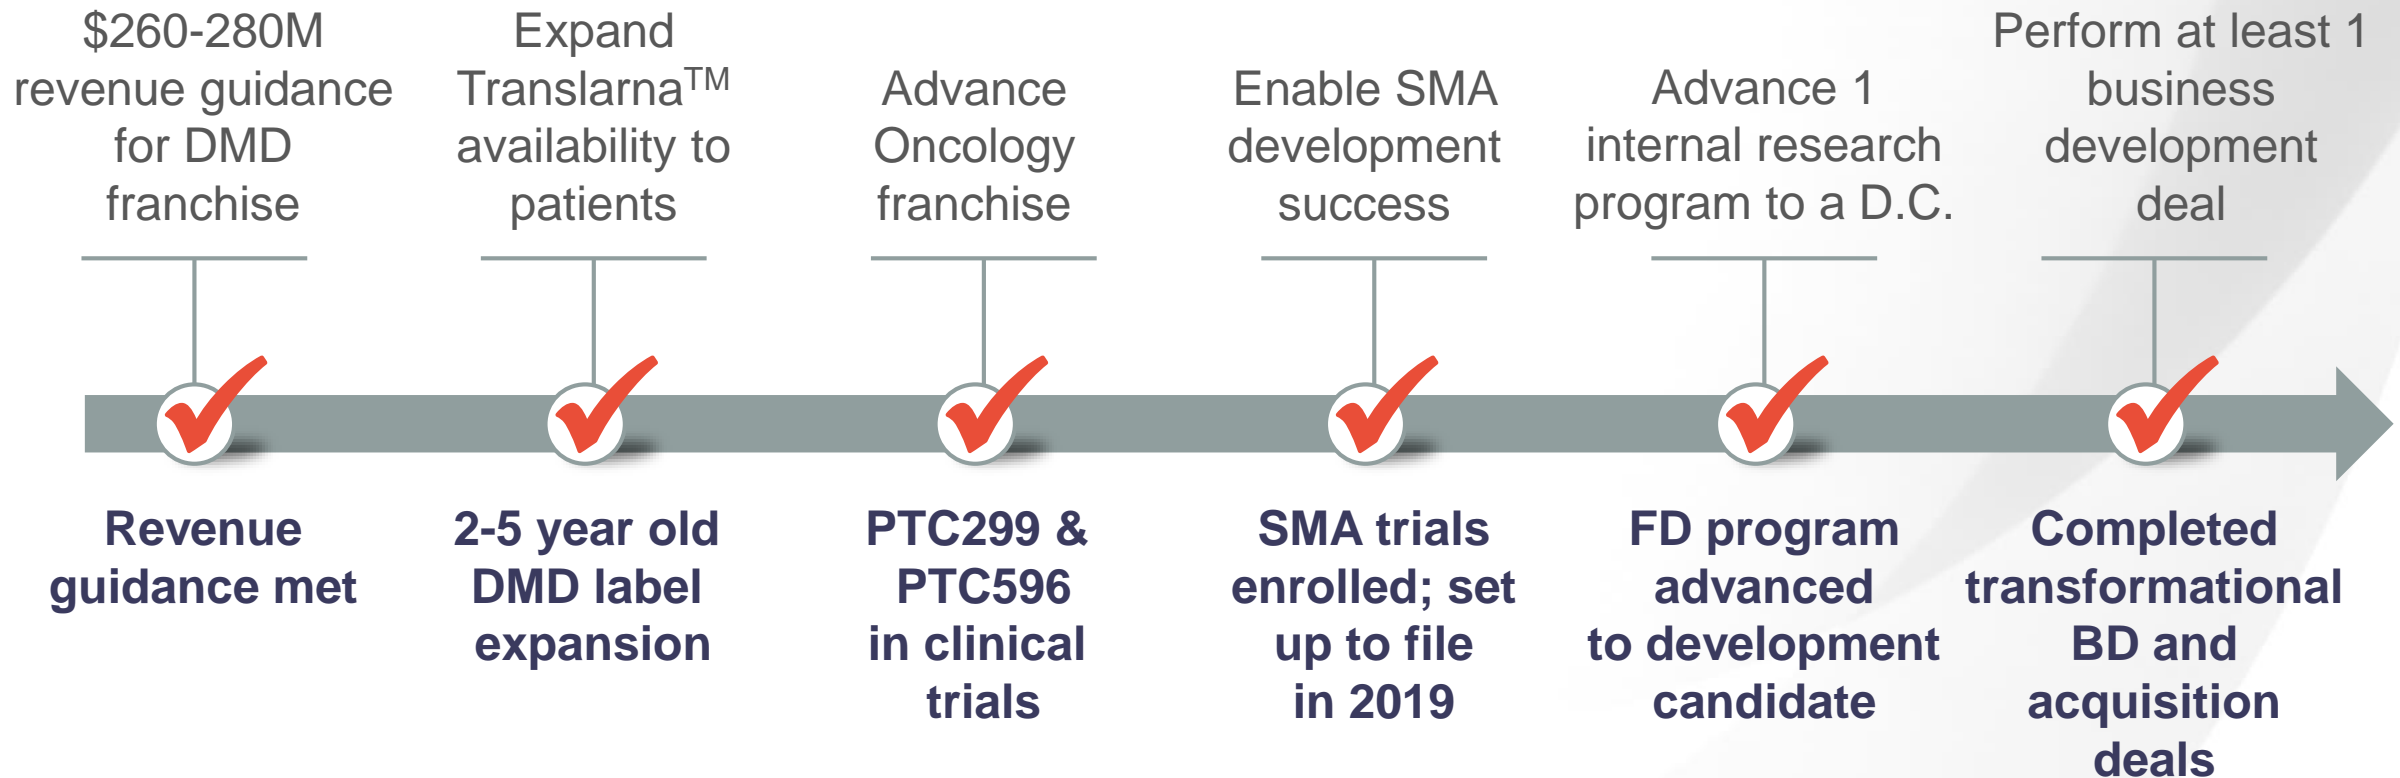 $260-280M
revenue guidance
for DMD
franchise
Expand
Translarna™
availability to
patients
Advance
Oncology
franchise
Enable SMA
development
success
Advance 1
internal research
program to a D.C.
Perform at least 1
business
development
deal
Revenue
guidance met
2-5 year old
DMD label
expansion
PTC299 &
PTC596
in clinical
trials
SMA trials
enrolled; set
up to file
in 2019
FD program
advanced
to development
candidate
Completed
transformational
BD and
acquisition
deals